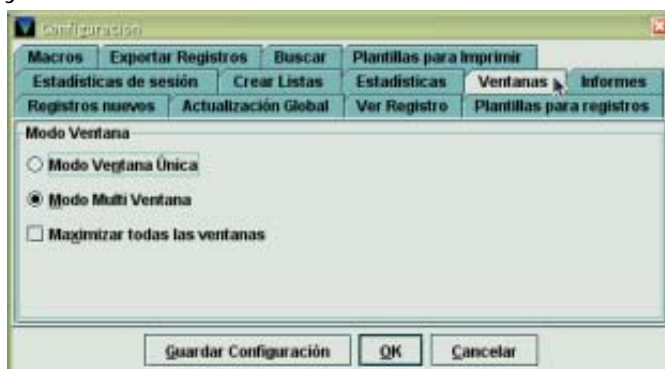 Configuración
Macros Exportar Registros Buscar Plantillas para Imprimir
Estadísticas de sesión Crear Listas Estadísticas Ventanas Informes
Registros nuevos Actualización Global Ver Registro Plantillas para registros
Modo Ventana
Modo Ventana Única
Modo Multi Ventana
Maximizar todas las ventanas
Guardar Configuración OK Cancelar